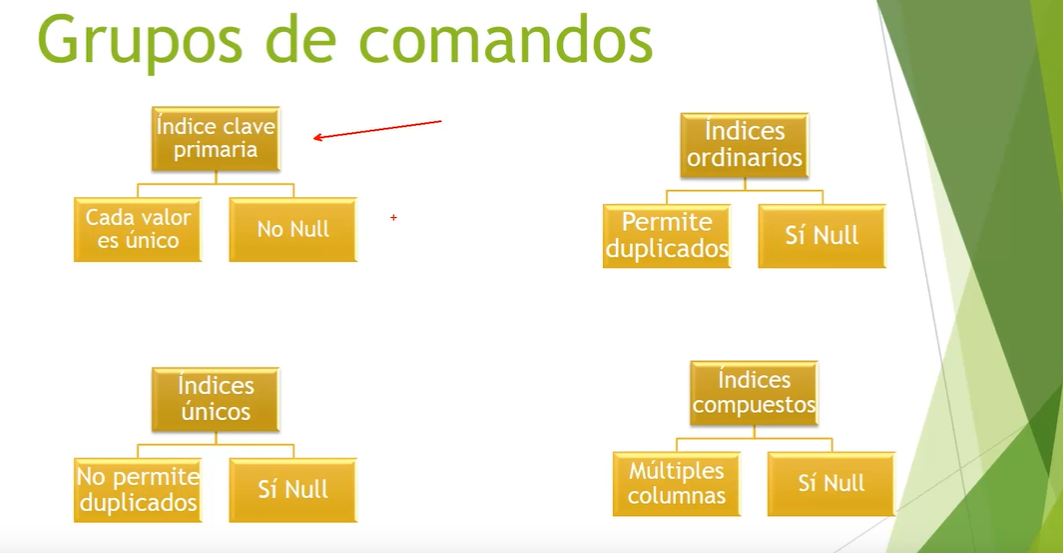 Grupos de comandos
Índice clave
primaria
Cada valor
es único
No Null
Índices
ordinarios
Permite
duplicados
Sí Null
Índices
únicos
No permite
duplicados
Sí Null
Índices
compuestos
Múltiples
columnas
Sí Null